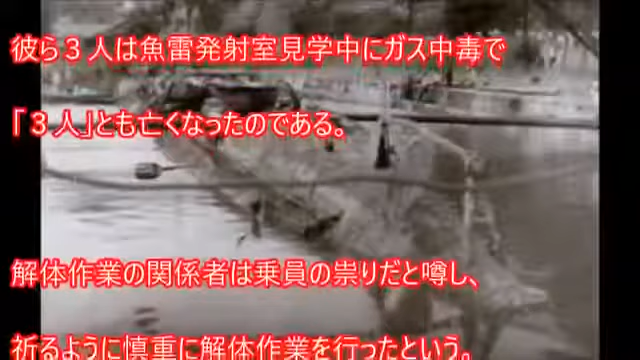 彼ら３人は魚雷発射室見学中にガス中毒で
「３人」とも亡くなったのである。
解体作業の関係者は乗員の祟りだと噂し、
祈るように慎重に解体作業を行ったという。